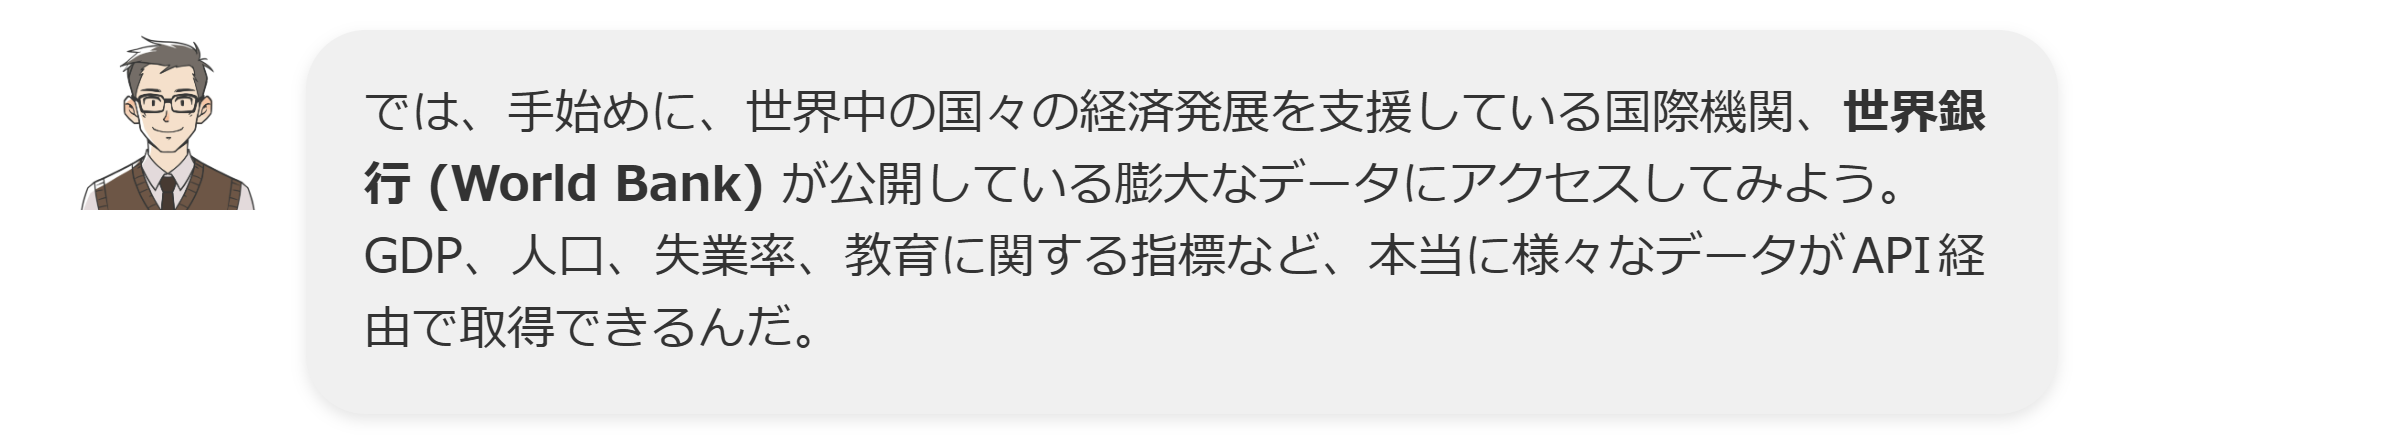 では、手始めに、世界中の国々の経済発展を支援している国際機関、世界銀
行 (World Bank) が公開している膨大なデータにアクセスしてみよう。
GDP、人口、失業率、教育に関する指標など、本当に様々なデータがAPI経
由で取得できるんだ。